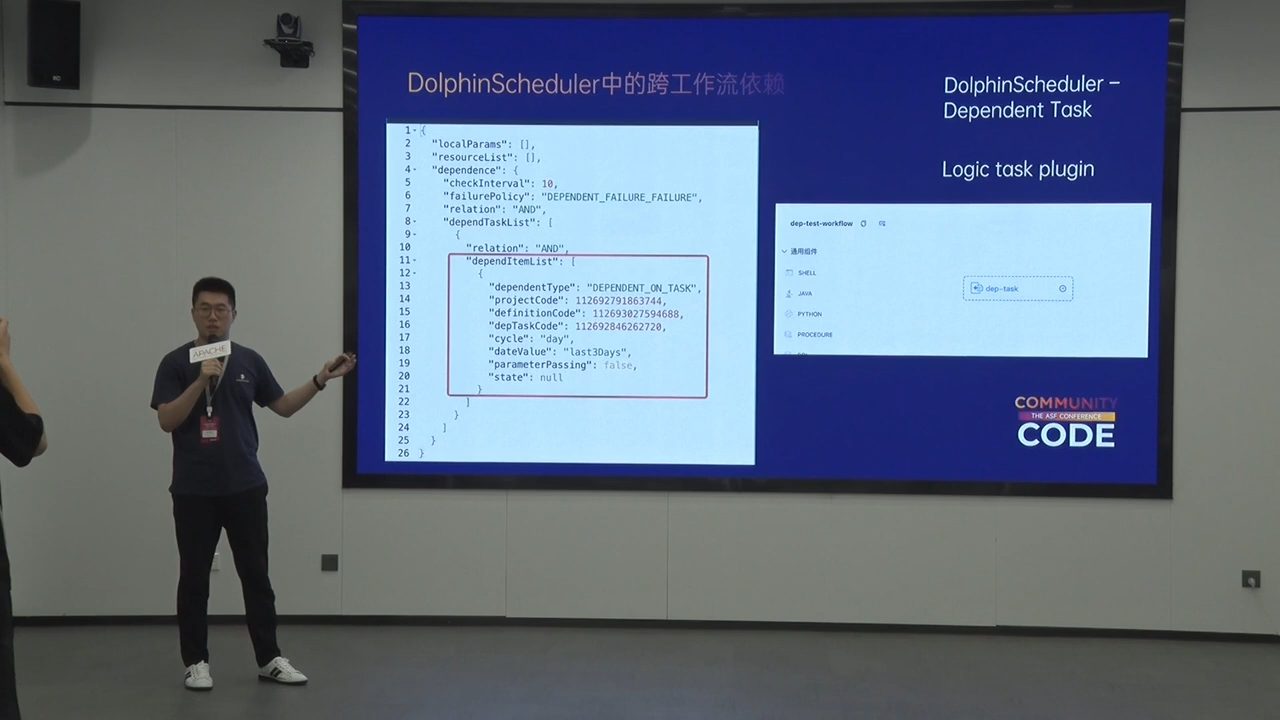 DolphinScheduler中的跨工作流依赖
1 {
2 "localParams": [],
3 "resourceList": [],
4 "dependence": {
5 "checkInterval": 10,
6 "failurePolicy": "DEPENDENT_FAILURE_FAILURE",
7 "relation": "AND",
8 "dependTaskList": [
9 {
10 "relation": "AND",
11 "dependItemList": [
12 {
13 "dependentType": "DEPENDENT_ON_TASK",
14 "projectCode": 112692791863744,
15 "definitionCode": 112693027594688,
16 "depTaskCode": 112692846262720,
17 "cycle": "day",
18 "dateValue": "last3Days",
19 "parameterPassing": false,
20 "state": null
21 }
22 ]
23 }
24 ]
25 }
26 }
DolphinScheduler –
Dependent Task
Logic task plugin
dep-test-workflow
通用组件
SHELL
JAVA
PYTHON
PROCEDURE
dep-task
COMMUNITY
THE ASF CONFERENCE
CODE
APACHE